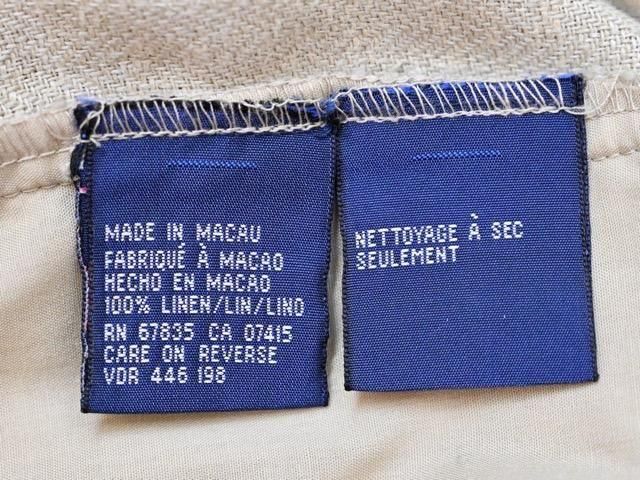 MADE IN MACAU
FABRIQUÉ À MACAO
HECHO EN MACAO
100% LINEN/LIN/LINO
RN 67835 CA 07415
CARE ON REVERSE
VDR 446 198
NETTOYAGE À SEC
SEULEMENT